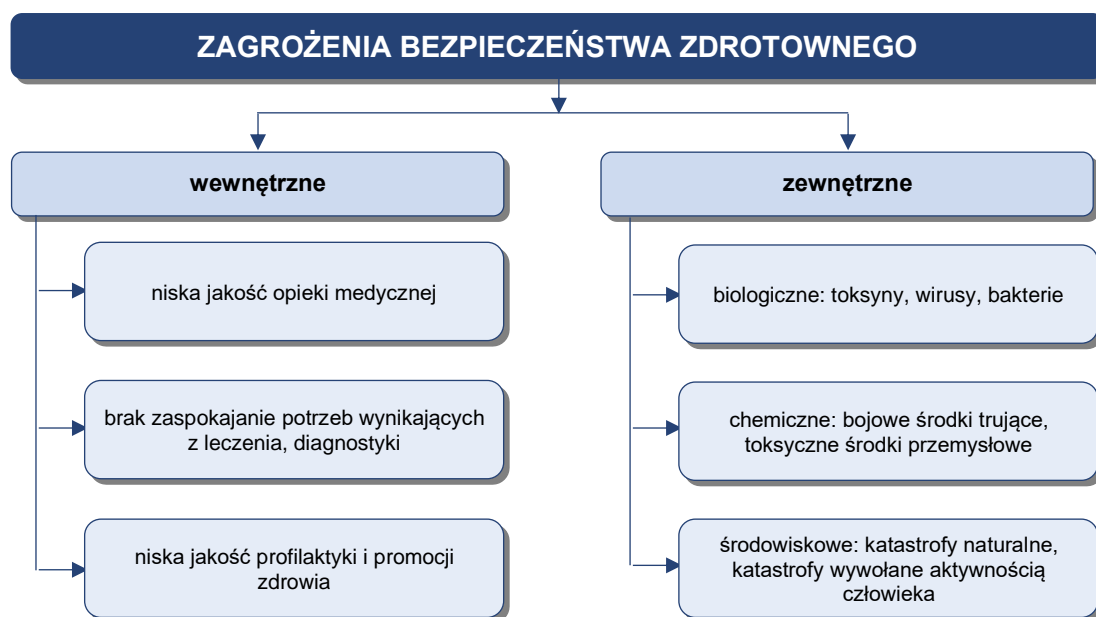 ZAGROŻENIA BEZPIECZEŃSTWA ZDROTOWNEGO
wewnętrzne
niska jakość opieki medycznej
brak zaspokajanie potrzeb wynikających
z leczenia, diagnostyki
niska jakość profilaktyki i promocji
zdrowia
zewnętrzne
biologiczne: toksyny, wirusy, bakterie
chemiczne: bojowe środki trujące,
toksyczne środki przemysłowe
środowiskowe: katastrofy naturalne,
katastrofy wywołane aktywnością
człowieka